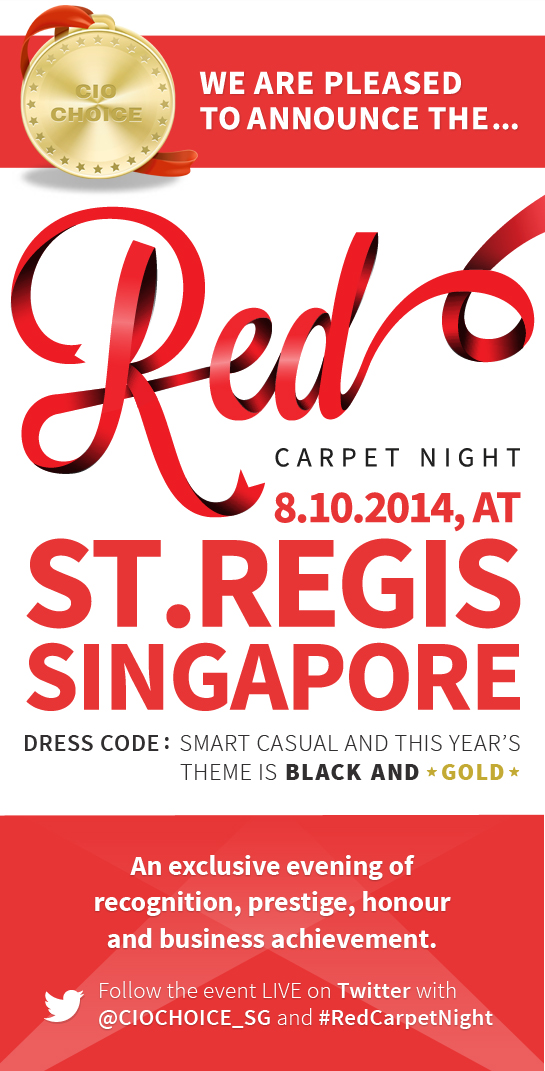 CIO
CHOICE
WE ARE PLEASED
TO ANNOUNCE THE...
Red
CARPET NIGHT
8.10.2014, AT
ST.REGIS
SINGAPORE
DRESS CODE: SMART CASUAL AND THIS YEAR'S
THEME IS BLACK AND ★GOLD★
An exclusive evening of
recognition, prestige, honour
and business achievement.
Follow the event LIVE on Twitter with
@CIOCHOICE_SG and #RedCarpetNight